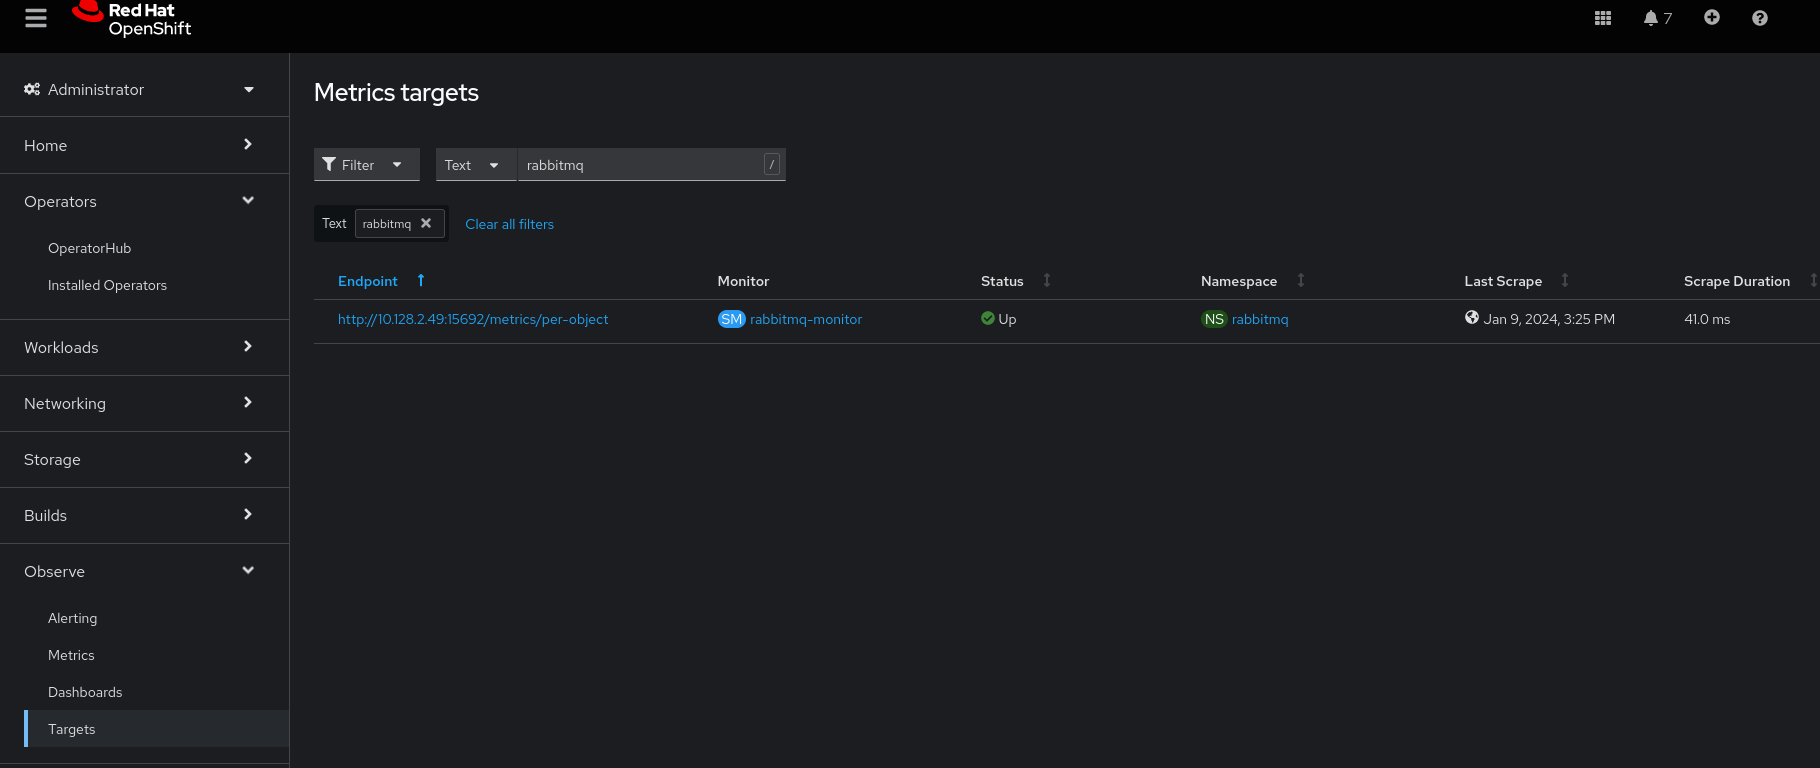 Red Hat
OpenShift
7
Administrator
Home
Operators
OperatorHub
Installed Operators
Workloads
Networking
Storage
Builds
Observe
Alerting
Metrics
Dashboards
Targets
Metrics targets
Filter Text rabbitmq /
Text rabbitmq Clear all filters
Endpoint Monitor Status Namespace Last Scrape Scrape Duration
http://10.128.2.49:15692/metrics/per-object SM rabbitmq-monitor Up NS rabbitmq Jan 9, 2024, 3:25 PM 41.0 ms